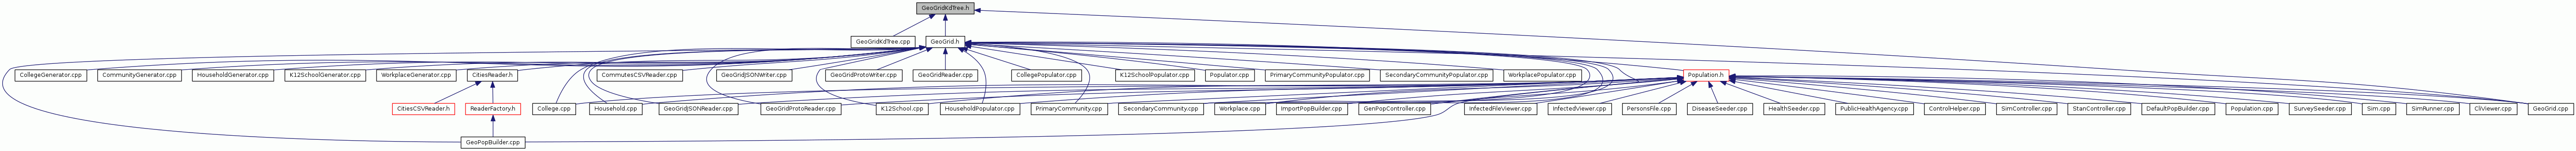 GeoGridKdTree.h
GeoGridKdTree.cpp
GeoGrid.h
CollegeGenerator.cpp
CommunityGenerator.cpp
HouseholdGenerator.cpp
K12SchoolGenerator.cpp
WorkplaceGenerator.cpp
CitiesReader.h
CommutesCSVReader.cpp
GeoGridJSONWriter.cpp
GeoGridProtoWriter.cpp
GeoGridReader.cpp
CollegePopulator.cpp
K12SchoolPopulator.cpp
Populator.cpp
PrimaryCommunityPopulator.cpp
SecondaryCommunityPopulator.cpp
WorkplacePopulator.cpp
Population.h
CitiesCSVReader.h
ReaderFactory.h
College.cpp
Household.cpp
GeoGridJSONReader.cpp
GeoGridProtoReader.cpp
K12School.cpp
HouseholdPopulator.cpp
PrimaryCommunity.cpp
SecondaryCommunity.cpp
Workplace.cpp
ImportPopBuilder.cpp
GenPopController.cpp
InfectedFileViewer.cpp
InfectedViewer.cpp
PersonsFile.cpp
DiseaseSeeder.cpp
HealthSeeder.cpp
PublicHealthAgency.cpp
ControlHelper.cpp
SimController.cpp
StanController.cpp
DefaultPopBuilder.cpp
Population.cpp
SurveySeeder.cpp
Sim.cpp
SimRunner.cpp
CliViewer.cpp
GeoGrid.cpp
GeoPopBuilder.cpp